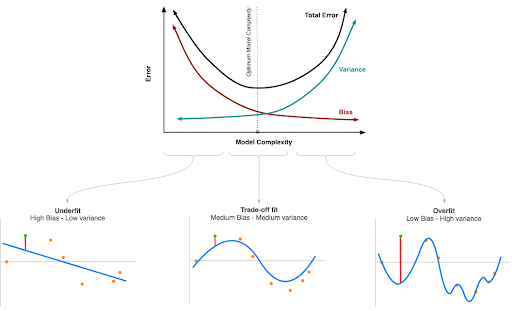 Total Error
Optimum Model Complexity
Variance
Error
Bias
Model Complexity
Underfit
High Bias - Low variance
Trade-off fit
Medium Bias - Medium variance
Overfit
Low Bias - High variance